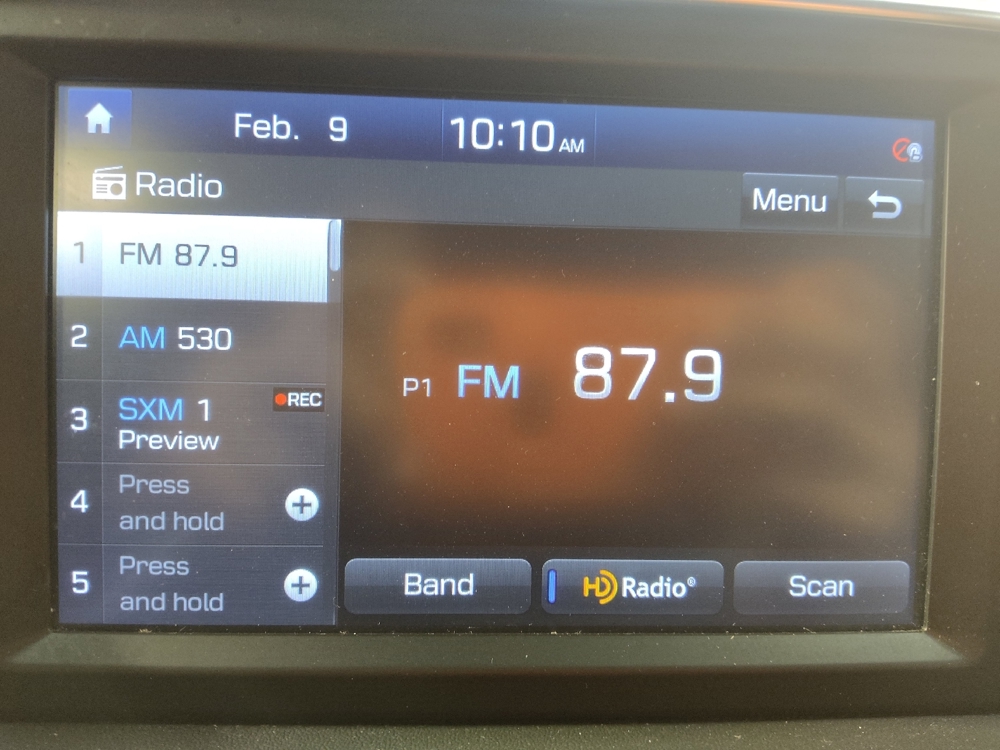 Feb. 9 10:10 AM
Radio
Menu
1 FM 87.9
2 AM 530
3 SXM 1 REC
Preview
4 Press
and hold
5 Press
and hold
P1 FM 87.9
Band
HD Radio®
Scan